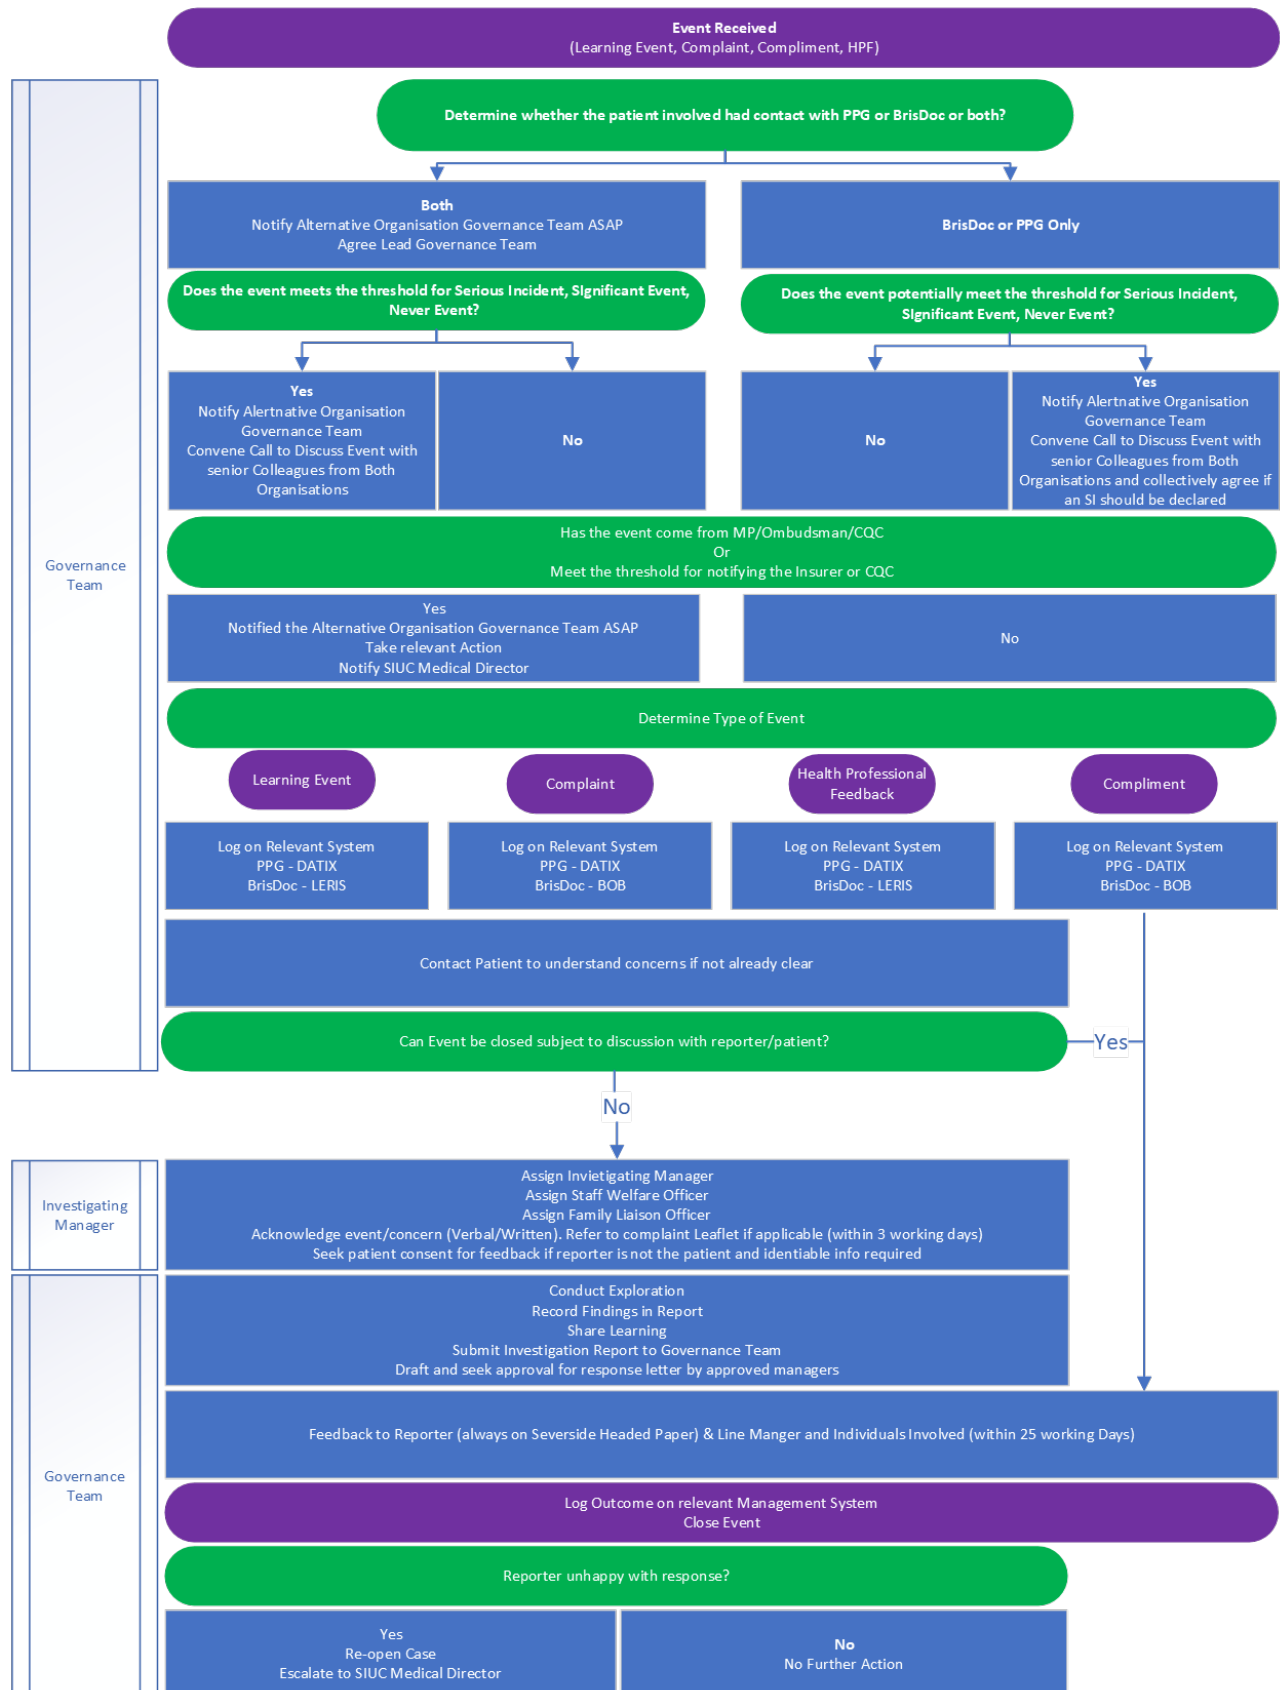 Event Received
(Learning Event, Complaint, Compliment, HPF)
Governance
Team
Determine whether the patient involved had contact with PPG or BrisDoc or both?
Both
Notify Alternative Organisation Governance Team ASAP
Agree Lead Governance Team
BrisDoc or PPG Only
Does the event meets the threshold for Serious Incident, SIgnificant Event,
Never Event?
Does the event potentially meet the threshold for Serious Incident,
SIgnificant Event, Never Event?
Yes
Notify Alertnative Organisation
Governance Team
Convene Call to Discuss Event with
senior Colleagues from Both
Organisations
No
No
Yes
Notify Alertnative Organisation
Governance Team
Convene Call to Discuss Event with
senior Colleagues from Both
Organisations and collectively agree if
an SI should be declared
Has the event come from MP/Ombudsman/CQC
Or
Meet the threshold for notifying the Insurer or CQC
Yes
Notified the Alternative Organisation Governance Team ASAP
Take relevant Action
Notify SIUC Medical Director
No
Determine Type of Event
Learning Event
Complaint
Health Professional
Feedback
Compliment
Log on Relevant System
PPG - DATIX
BrisDoc - LERIS
Log on Relevant System
PPG - DATIX
BrisDoc - BOB
Log on Relevant System
PPG - DATIX
BrisDoc - LERIS
Log on Relevant System
PPG - DATIX
BrisDoc - BOB
Contact Patient to understand concerns if not already clear
Can Event be closed subject to discussion with reporter/patient?
Yes
No
Investigating
Manager
Assign Invietigating Manager
Assign Staff Welfare Officer
Assign Family Liaison Officer
Acknowledge event/concern (Verbal/Written). Refer to complaint Leaflet if applicable (within 3 working days)
Seek patient consent for feedback if reporter is not the patient and identiable info required
Governance
Team
Conduct Exploration
Record Findings in Report
Share Learning
Submit Investigation Report to Governance Team
Draft and seek approval for response letter by approved managers
Feedback to Reporter (always on Severside Headed Paper) & Line Manger and Individuals Involved (within 25 working Days)
Log Outcome on relevant Management System
Close Event
Reporter unhappy with response?
Yes
Re-open Case
Escalate to SIUC Medical Director
No
No Further Action